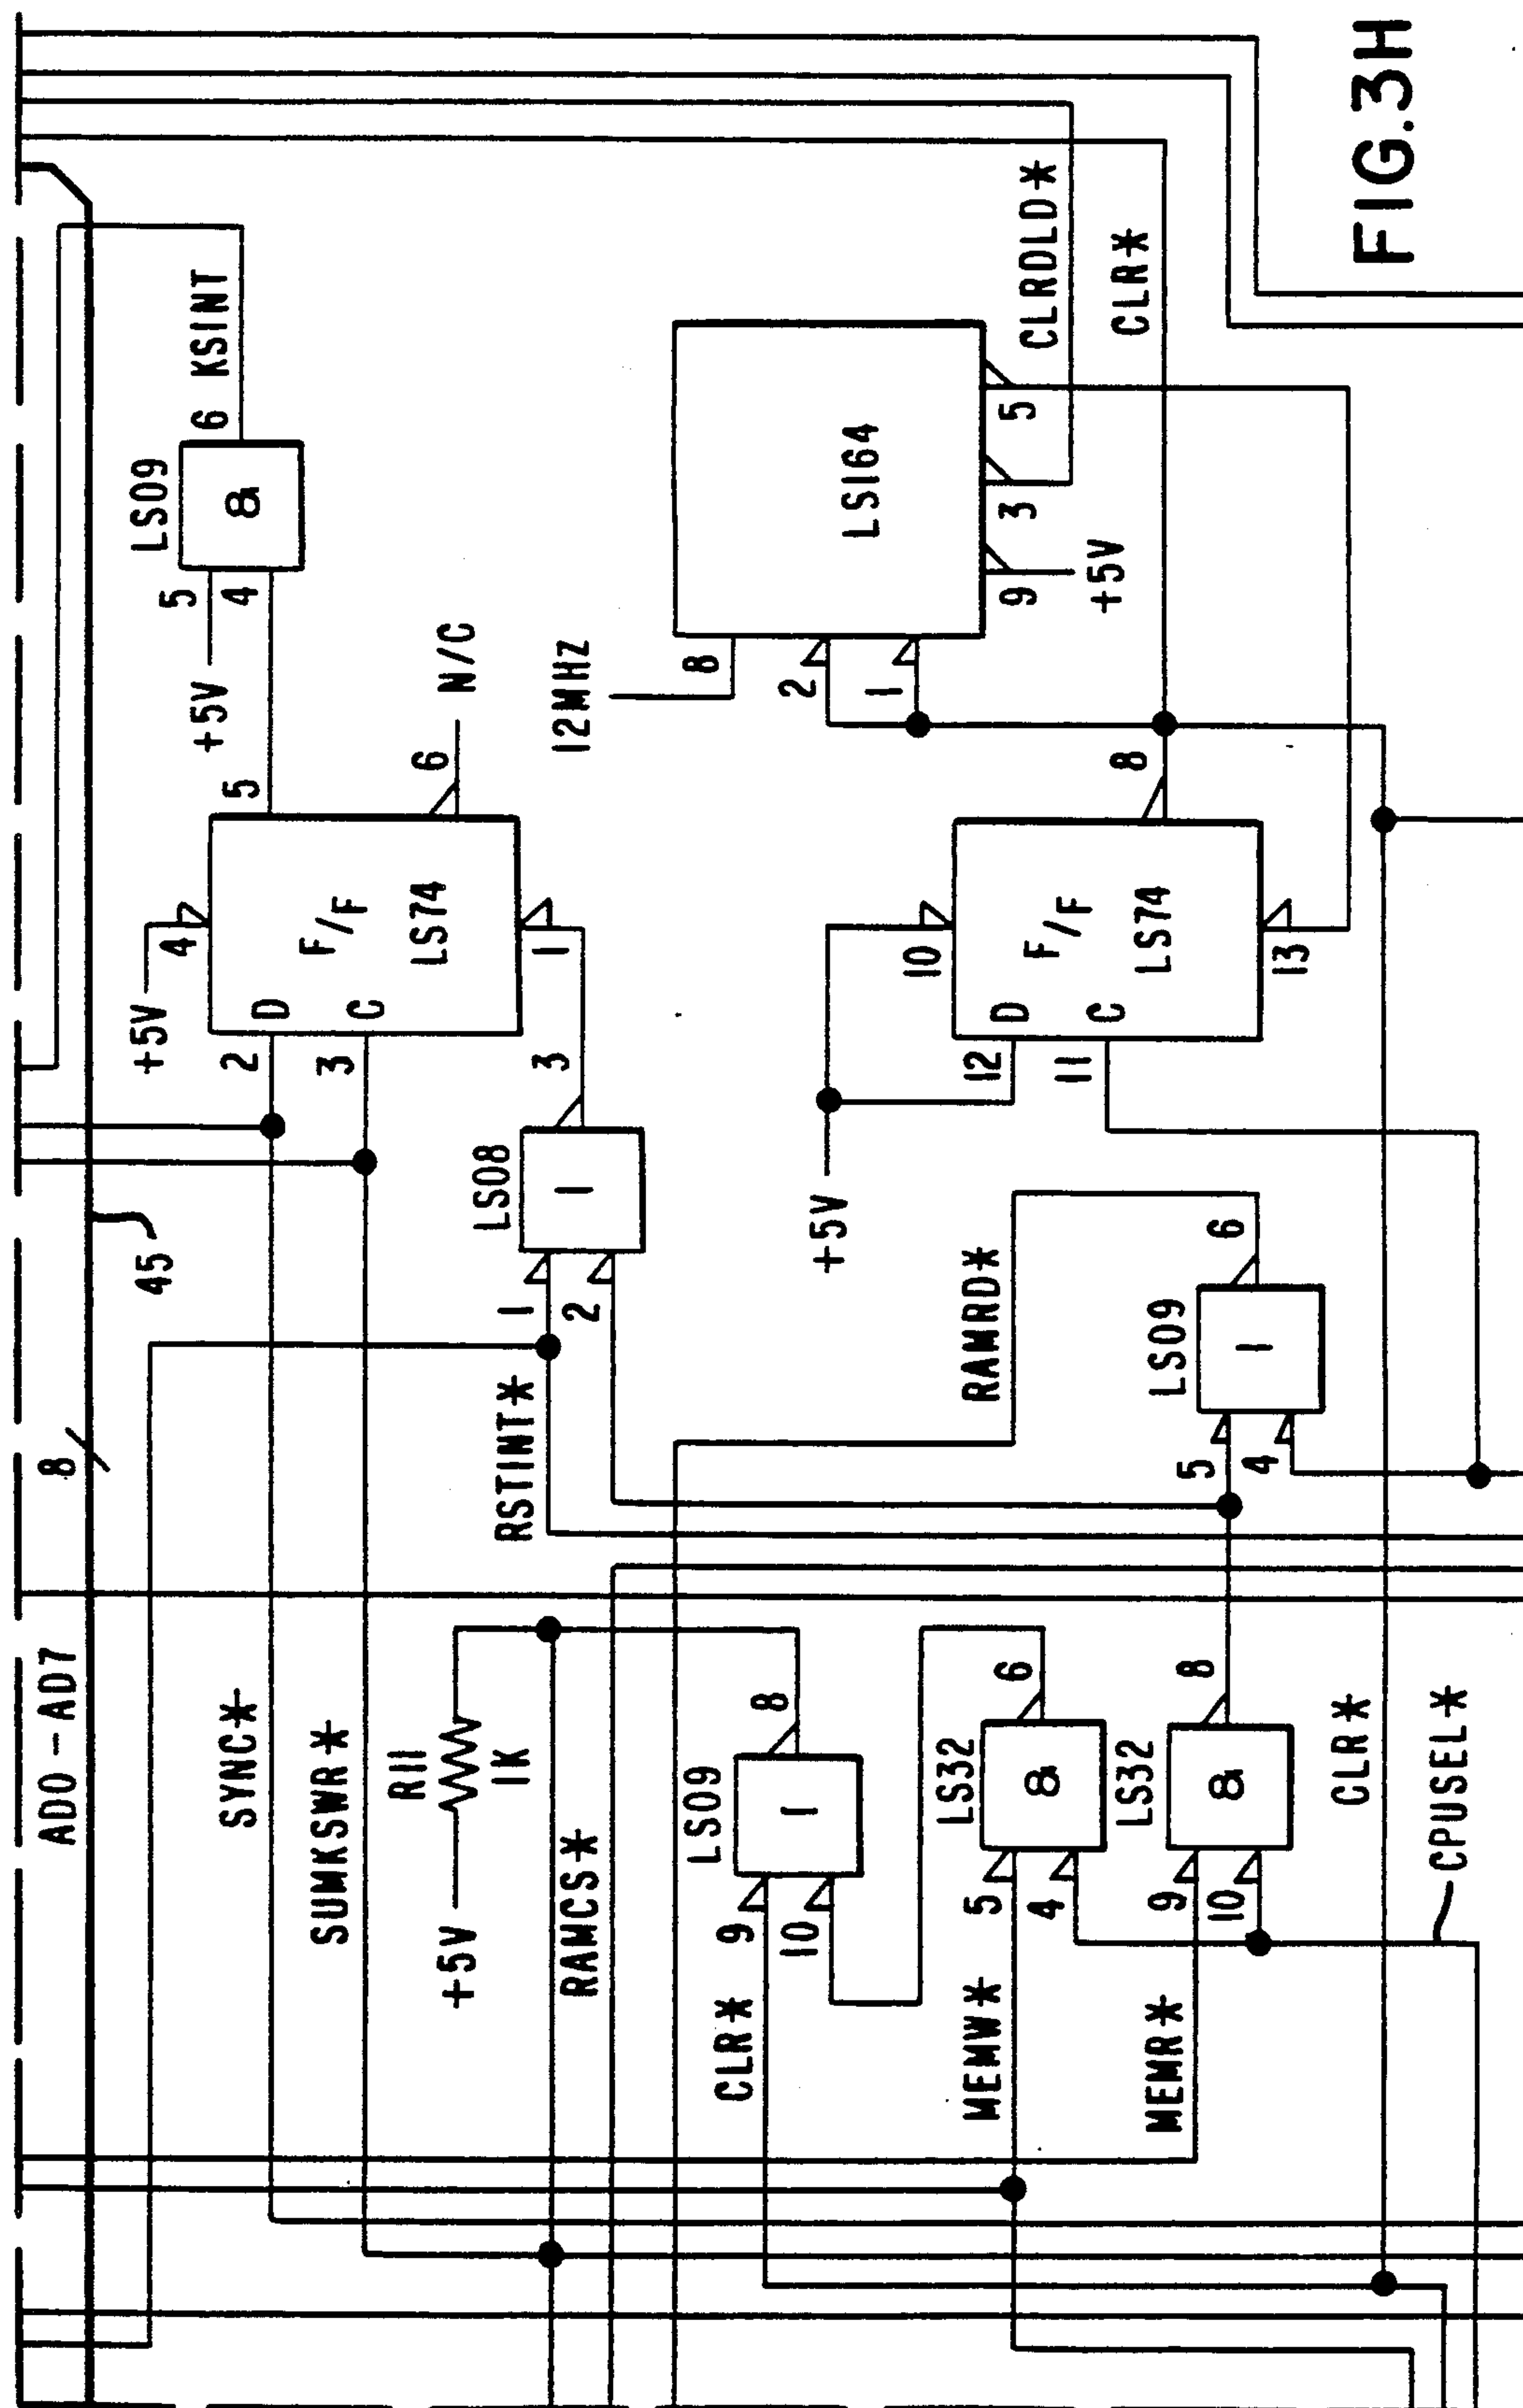 AD0-AD7
8
45
SYNC*
SUMKSWR*
+5V
R11
1K
RAMCS*
RSTINT*
1
2
LS08
1
3
+5V
4
2
D
3
C
F/F
LS74
1
5
6
N/C
+5V
5
4
LS09
&
6
KSINT
CLR*
9
10
LS09
1
8
MEMW*
5
4
LS32
&
6
MEMR*
9
10
LS32
&
8
CLR*
CPUSEL*
RAMRD*
5
4
LS09
1
6
+5V
10
12
D
11
C
F/F
LS74
13
8
12MHZ
8
2
1
LS164
9
+5V
3
5
CLRDLD*
CLR*
FIG.3H